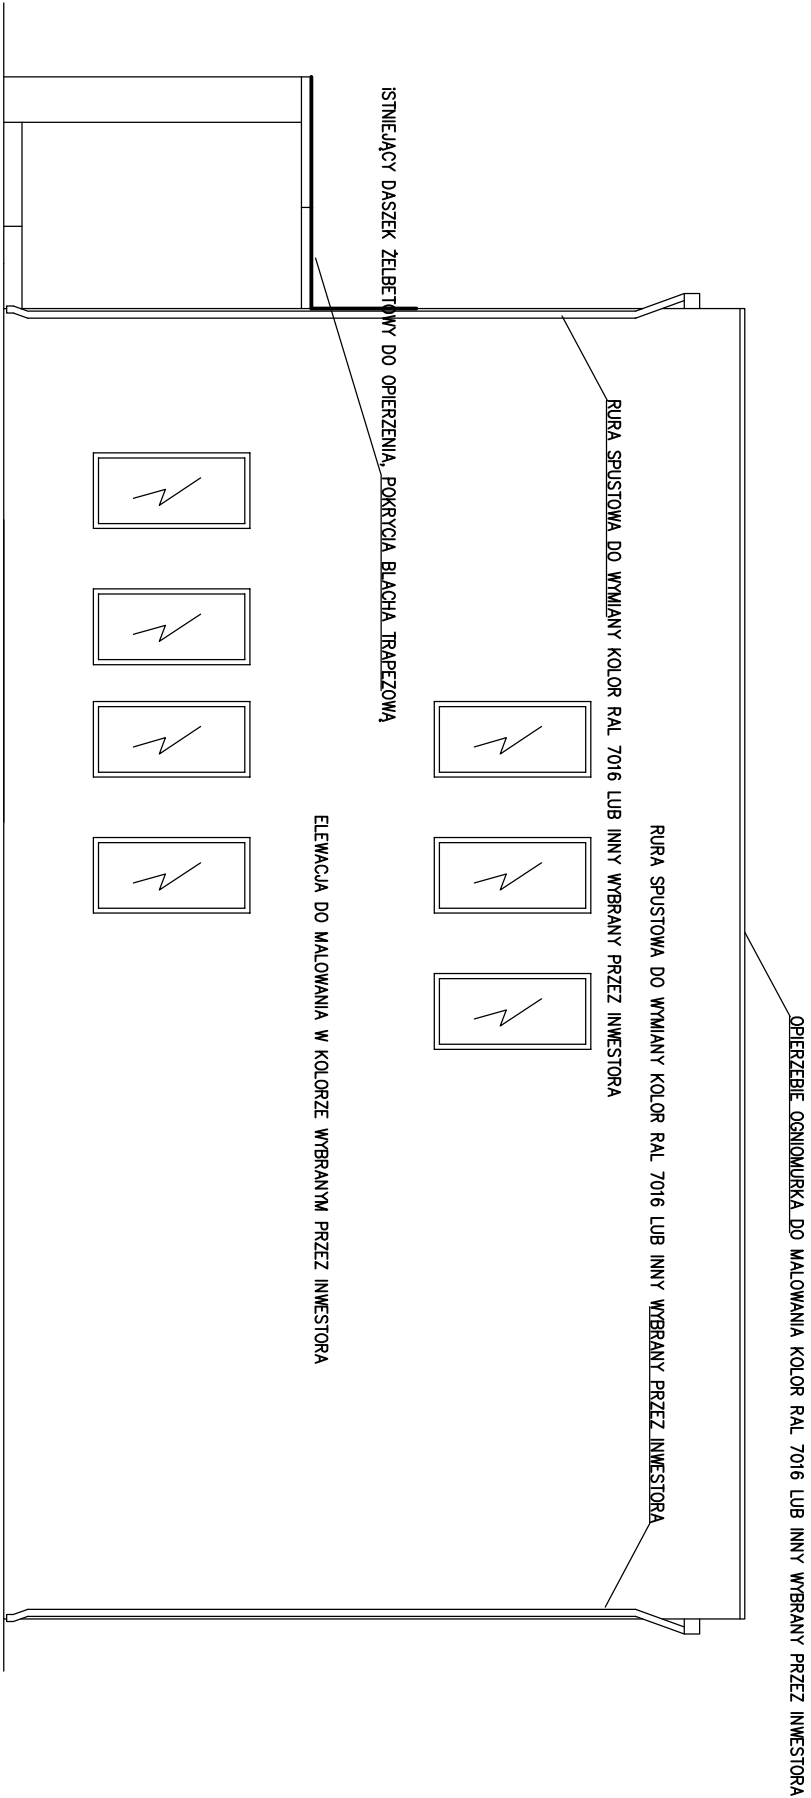 OPIERZEBIE OGNIOMURKA DO MALOWANIA KOLOR RAL 7016 LUB INNY WYBRANY PRZEZ INWESTORA
RURA SPUSTOWA DO WYMIANY KOLOR RAL 7016 LUB INNY WYBRANY PRZEZ INWESTORA
RURA SPUSTOWA DO WYMIANY KOLOR RAL 7016 LUB INNY WYBRANY PRZEZ INWESTORA
iSTNIEJĄCY DASZEK ŻELBETOWY DO OPIERZENIA, POKRYCIA BLACHA TRAPEZOWĄ
ELEWACJA DO MALOWANIA W KOLORZE WYBRANYM PRZEZ INWESTORA